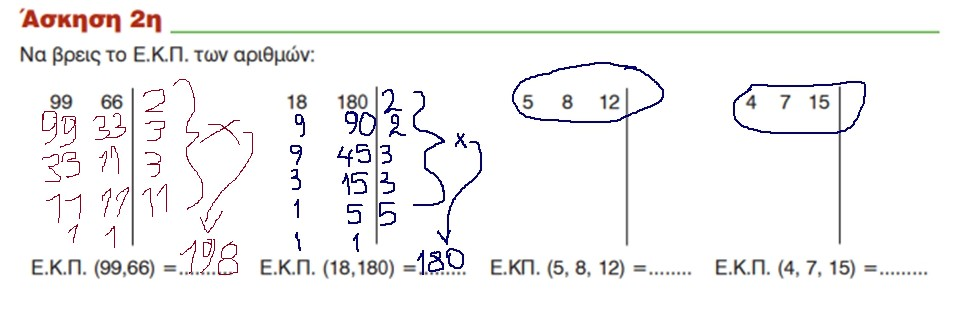 Άσκηση 2η
Να βρεις το Ε.Κ.Π. των αριθμών:
99 66 2
99 33 3
33 11 3
11 11 11
1 1
x
Ε.Κ.Π. (99,66) =........ 198
18 180 2
9 90 2
9 45 3
3 15 3
1 5 5
1 1
x
Ε.Κ.Π. (18,180) =........ 180
5 8 12
Ε.ΚΠ. (5, 8, 12) =........
4 7 15
Ε.Κ.Π. (4, 7, 15) =.........